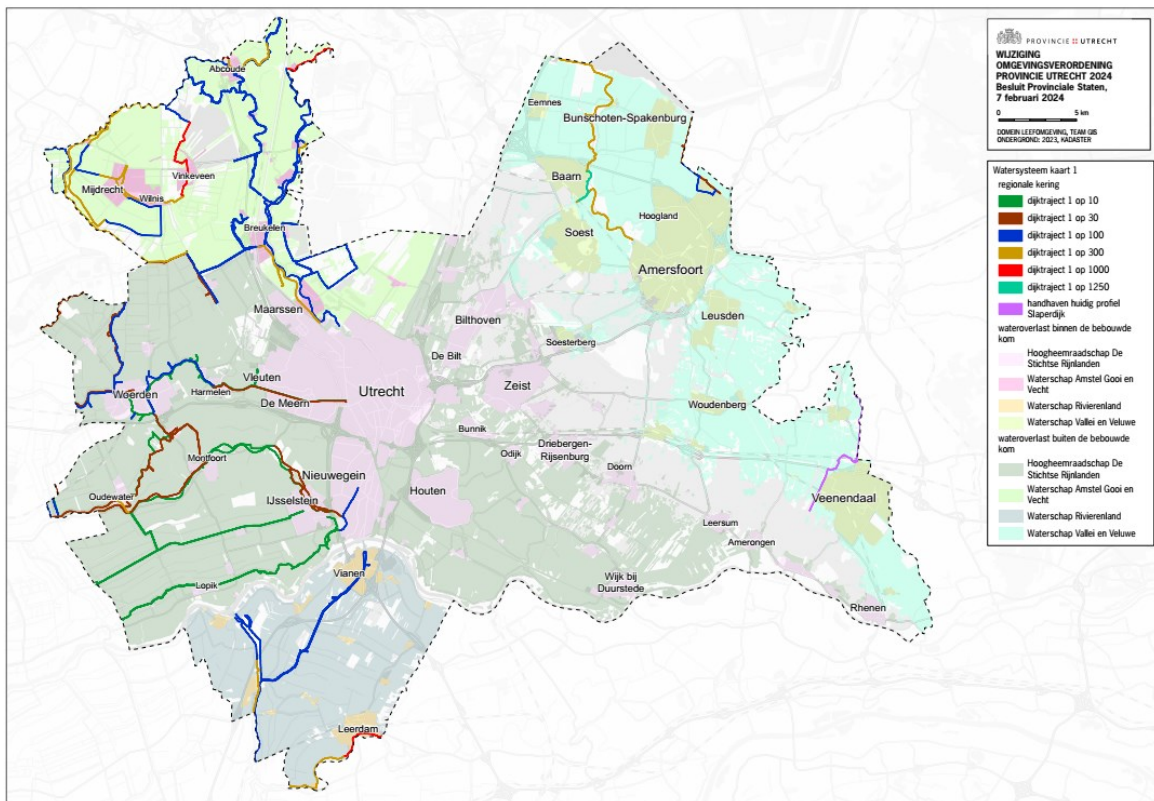 PROVINCIE UTRECHT
WIJZIGING
OMGEVINGSVERORDENING
PROVINCIE UTRECHT 2024
Besluit Provinciale Staten,
7 februari 2024
0 5 km
DOMEIN LEEFOMGEVING, TEAM GIS
ONDERGROND: 2023, KADASTER
Watersysteem kaart 1
regionale kering
dijktraject 1 op 10
dijktraject 1 op 30
dijktraject 1 op 100
dijktraject 1 op 300
dijktraject 1 op 1000
dijktraject 1 op 1250
handhaven huidig profiel
Slaperdijk
wateroverlast binnen de bebouwde
kom
Hoogheemraadschap De
Stichtse Rijnlanden
Waterschap Amstel Gooi en
Vecht
Waterschap Rivierenland
Waterschap Vallei en Veluwe
wateroverlast buiten de bebouwde
kom
Hoogheemraadschap De
Stichtse Rijnlanden
Waterschap Amstel Gooi en
Vecht
Waterschap Rivierenland
Waterschap Vallei en Veluwe
Abcoude
Eemnes
Bunschoten-Spakenburg
Vinkeveen
Baarn
Mijdrecht
Wilnis
Hoogland
Breukelen
Soest
Amersfoort
Maarssen
Bilthoven
Leusden
Soesterberg
De Bilt
Vleuten
Harmelen
Woerden
Utrecht
Zeist
De Meern
Woudenberg
Bunnik
Odijk
Driebergen-
Rijsenburg
Montfoort
Doorn
Nieuwegein
Houten
Oudewater
IJsselstein
Veenendaal
Leersum
Amerongen
Vianen
Wijk bij
Duurstede
Lopik
Rhenen
Leerdam